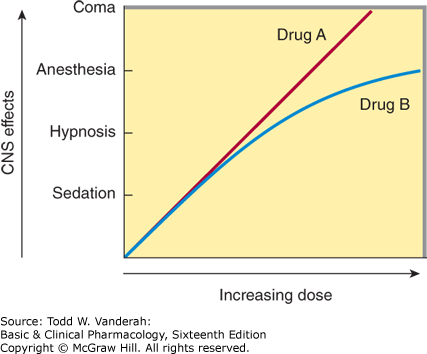 Coma
Drug A
Anesthesia
Drug B
Hypnosis
Sedation
CNS effects
Increasing dose
Source: Todd W. Vanderah:
Basic & Clinical Pharmacology, Sixteenth Edition
Copyright © McGraw Hill. All rights reserved.